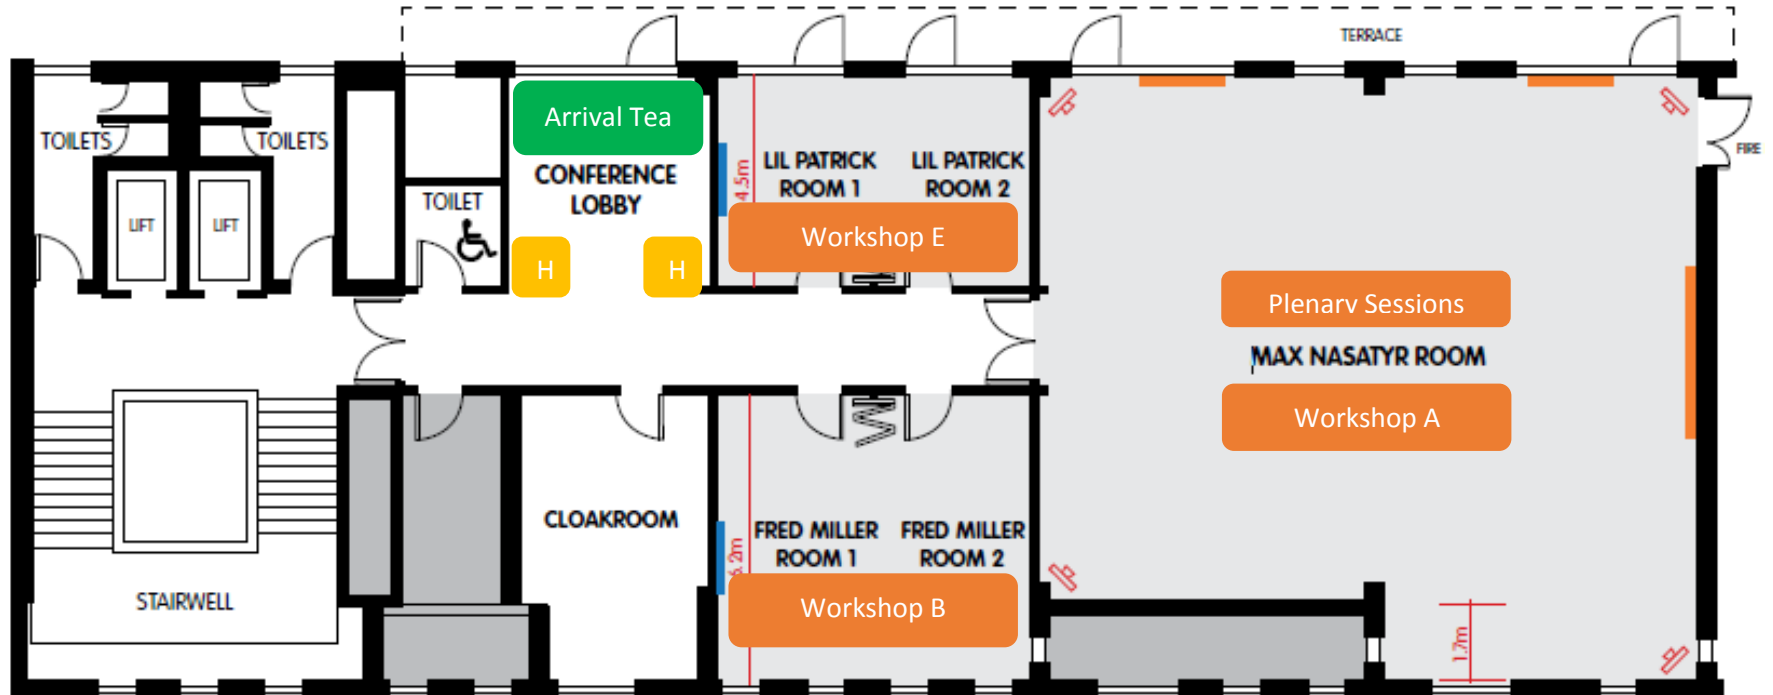 TERRACE
Arrival Tea
TOILETS
TOILETS
FIRE
CONFERENCE
LOBBY
LIL PATRICK
ROOM 1
LIL PATRICK
ROOM 2
4.5m
TOILET
LIFT
LIFT
Workshop E
H
H
Plenary Sessions
MAX NASATYR ROOM
Workshop A
CLOAKROOM
FRED MILLER
ROOM 1
FRED MILLER
ROOM 2
6.2m
STAIRWELL
Workshop B
1.7m